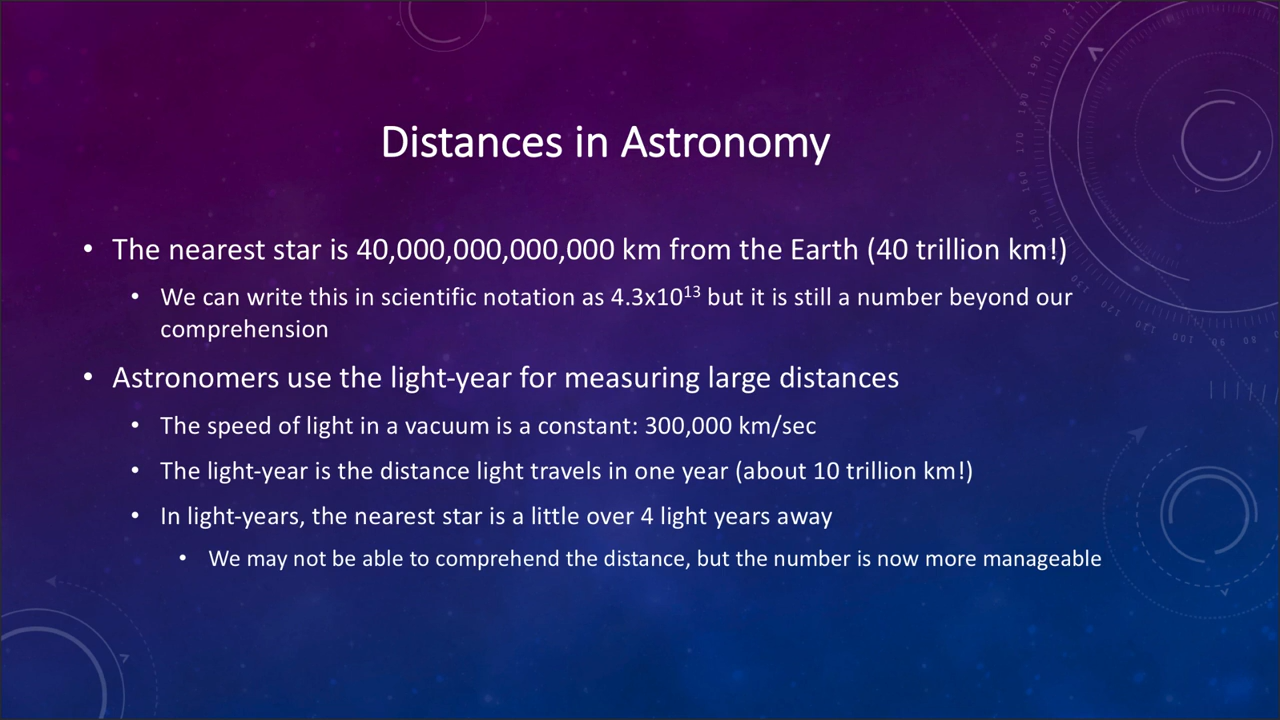 Distances in Astronomy
• The nearest star is 40,000,000,000,000 km from the Earth (40 trillion km!)
• We can write this in scientific notation as 4.3x10¹³ but it is still a number beyond our
comprehension
• Astronomers use the light-year for measuring large distances
• The speed of light in a vacuum is a constant: 300,000 km/sec
• The light-year is the distance light travels in one year (about 10 trillion km!)
• In light-years, the nearest star is a little over 4 light years away
• We may not be able to comprehend the distance, but the number is now more manageable